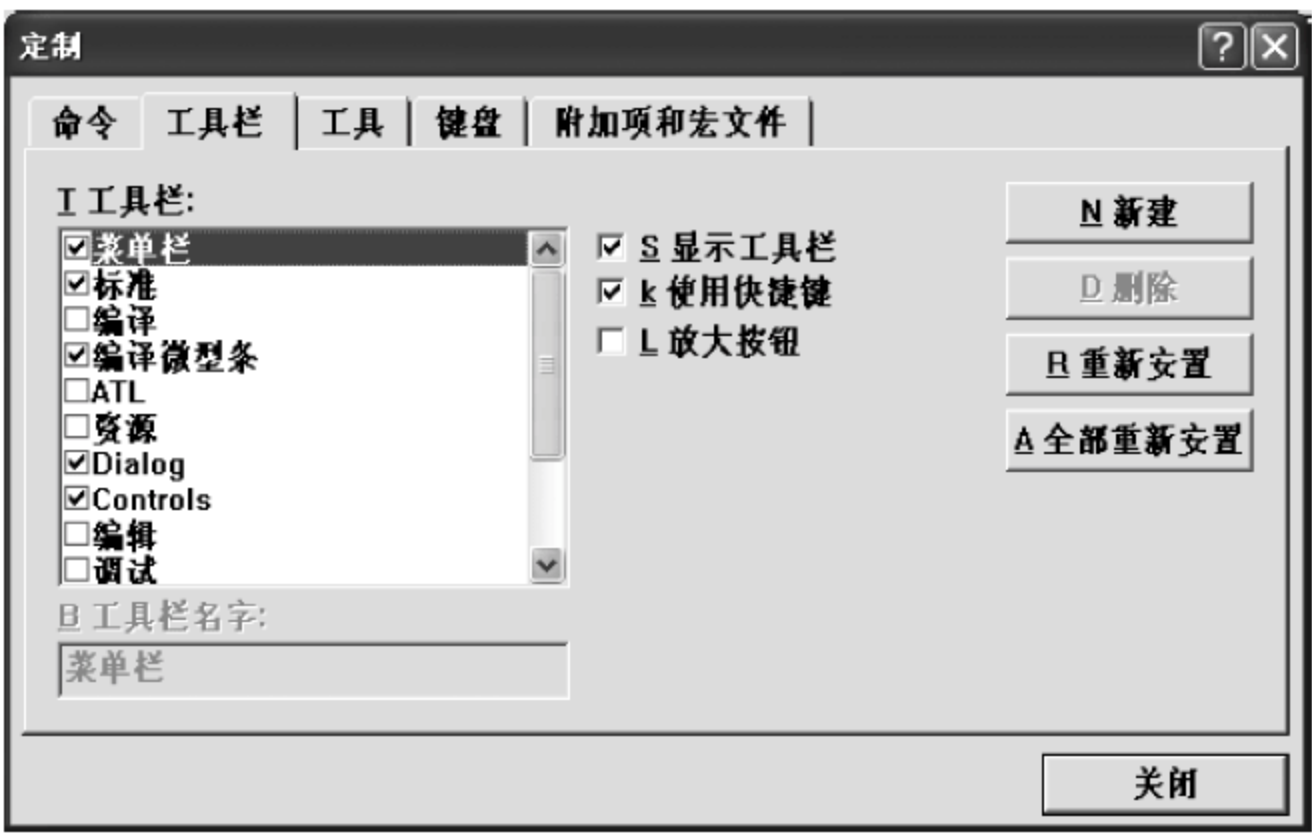 定制
命令 工具栏 工具 键盘 附加项和宏文件
T 工具栏:
菜单栏
标准
编译
编译微型条
ATL
资源
Dialog
Controls
编辑
调试
B 工具栏名字:
菜单栏
S 显示工具栏
k 使用快捷键
L 放大按钮
N 新建
D 删除
R 重新安置
A 全部重新安置
关闭